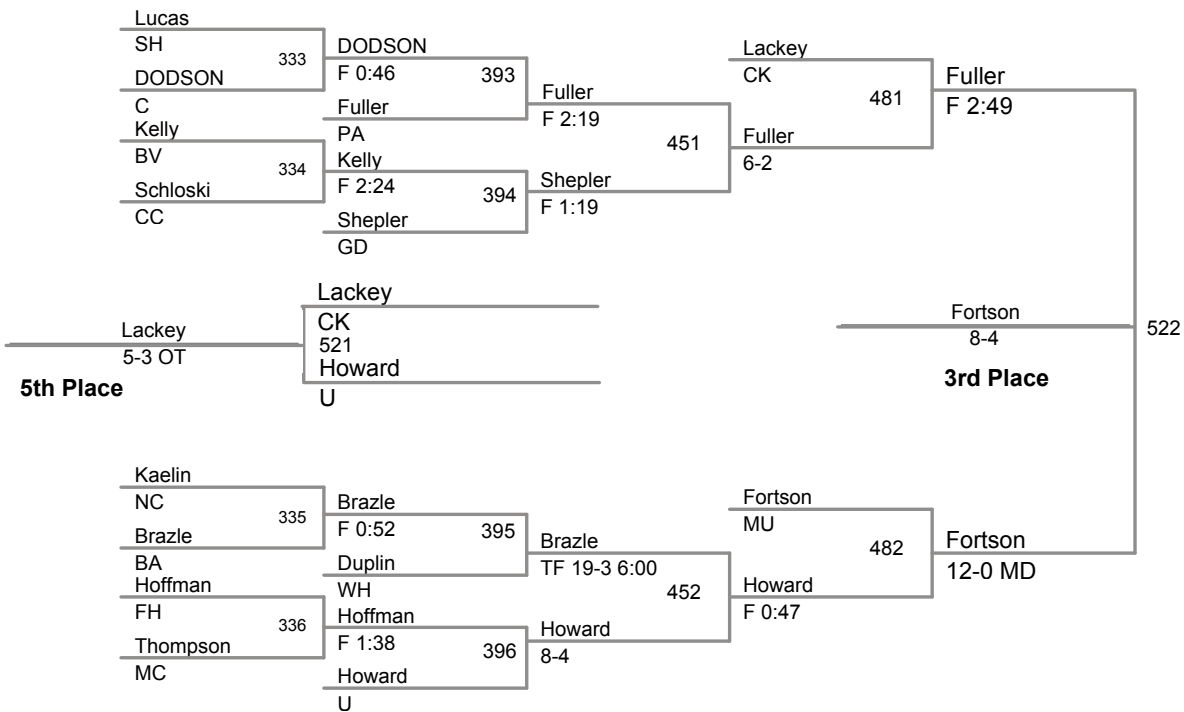 Lucas
SH
333
DODSON
C
Kelly
BV
334
Schloski
CC
DODSON
F 0:46
393
Fuller
PA
Kelly
F 2:24
394
Shepler
GD
Fuller
F 2:19
451
Shepler
F 1:19
Lackey
CK
481
Fuller
6-2
Fuller
F 2:49
Lackey
CK
521
Howard
U
Lackey
5-3 OT
5th Place
Fortson
8-4
3rd Place
522
Kaelin
NC
335
Brazle
BA
Hoffman
FH
336
Thompson
MC
Brazle
F 0:52
395
Duplin
WH
Hoffman
F 1:38
396
Howard
U
Brazle
TF 19-3 6:00
452
Howard
8-4
Fortson
MU
482
Howard
F 0:47
Fortson
12-0 MD